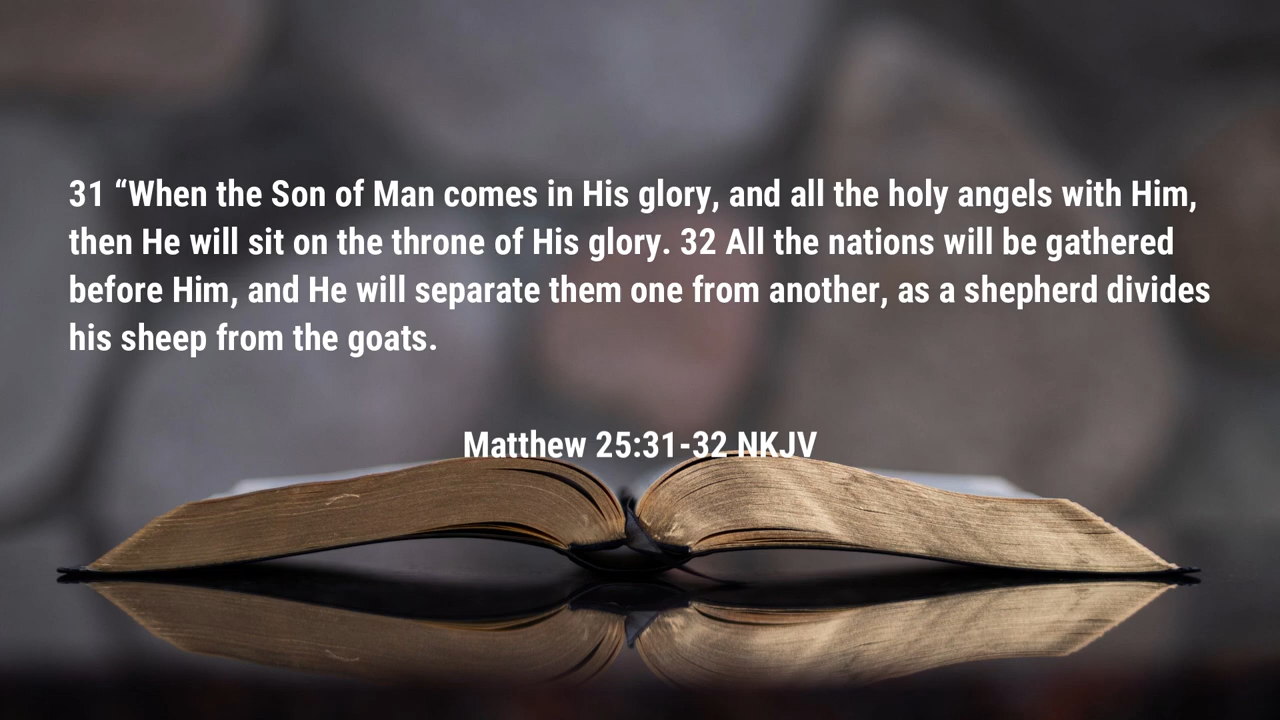 31 “When the Son of Man comes in His glory, and all the holy angels with Him,
then He will sit on the throne of His glory. 32 All the nations will be gathered
before Him, and He will separate them one from another, as a shepherd divides
his sheep from the goats.
Matthew 25:31-32 NKJV